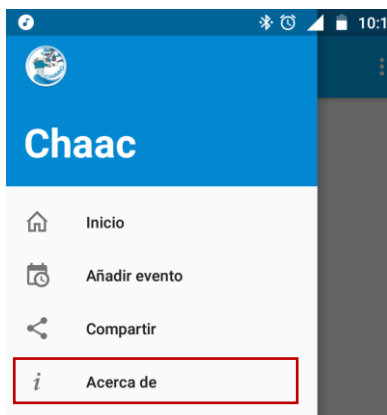 10:1
Chaac
Inicio
Añadir evento
Compartir
i Acerca de